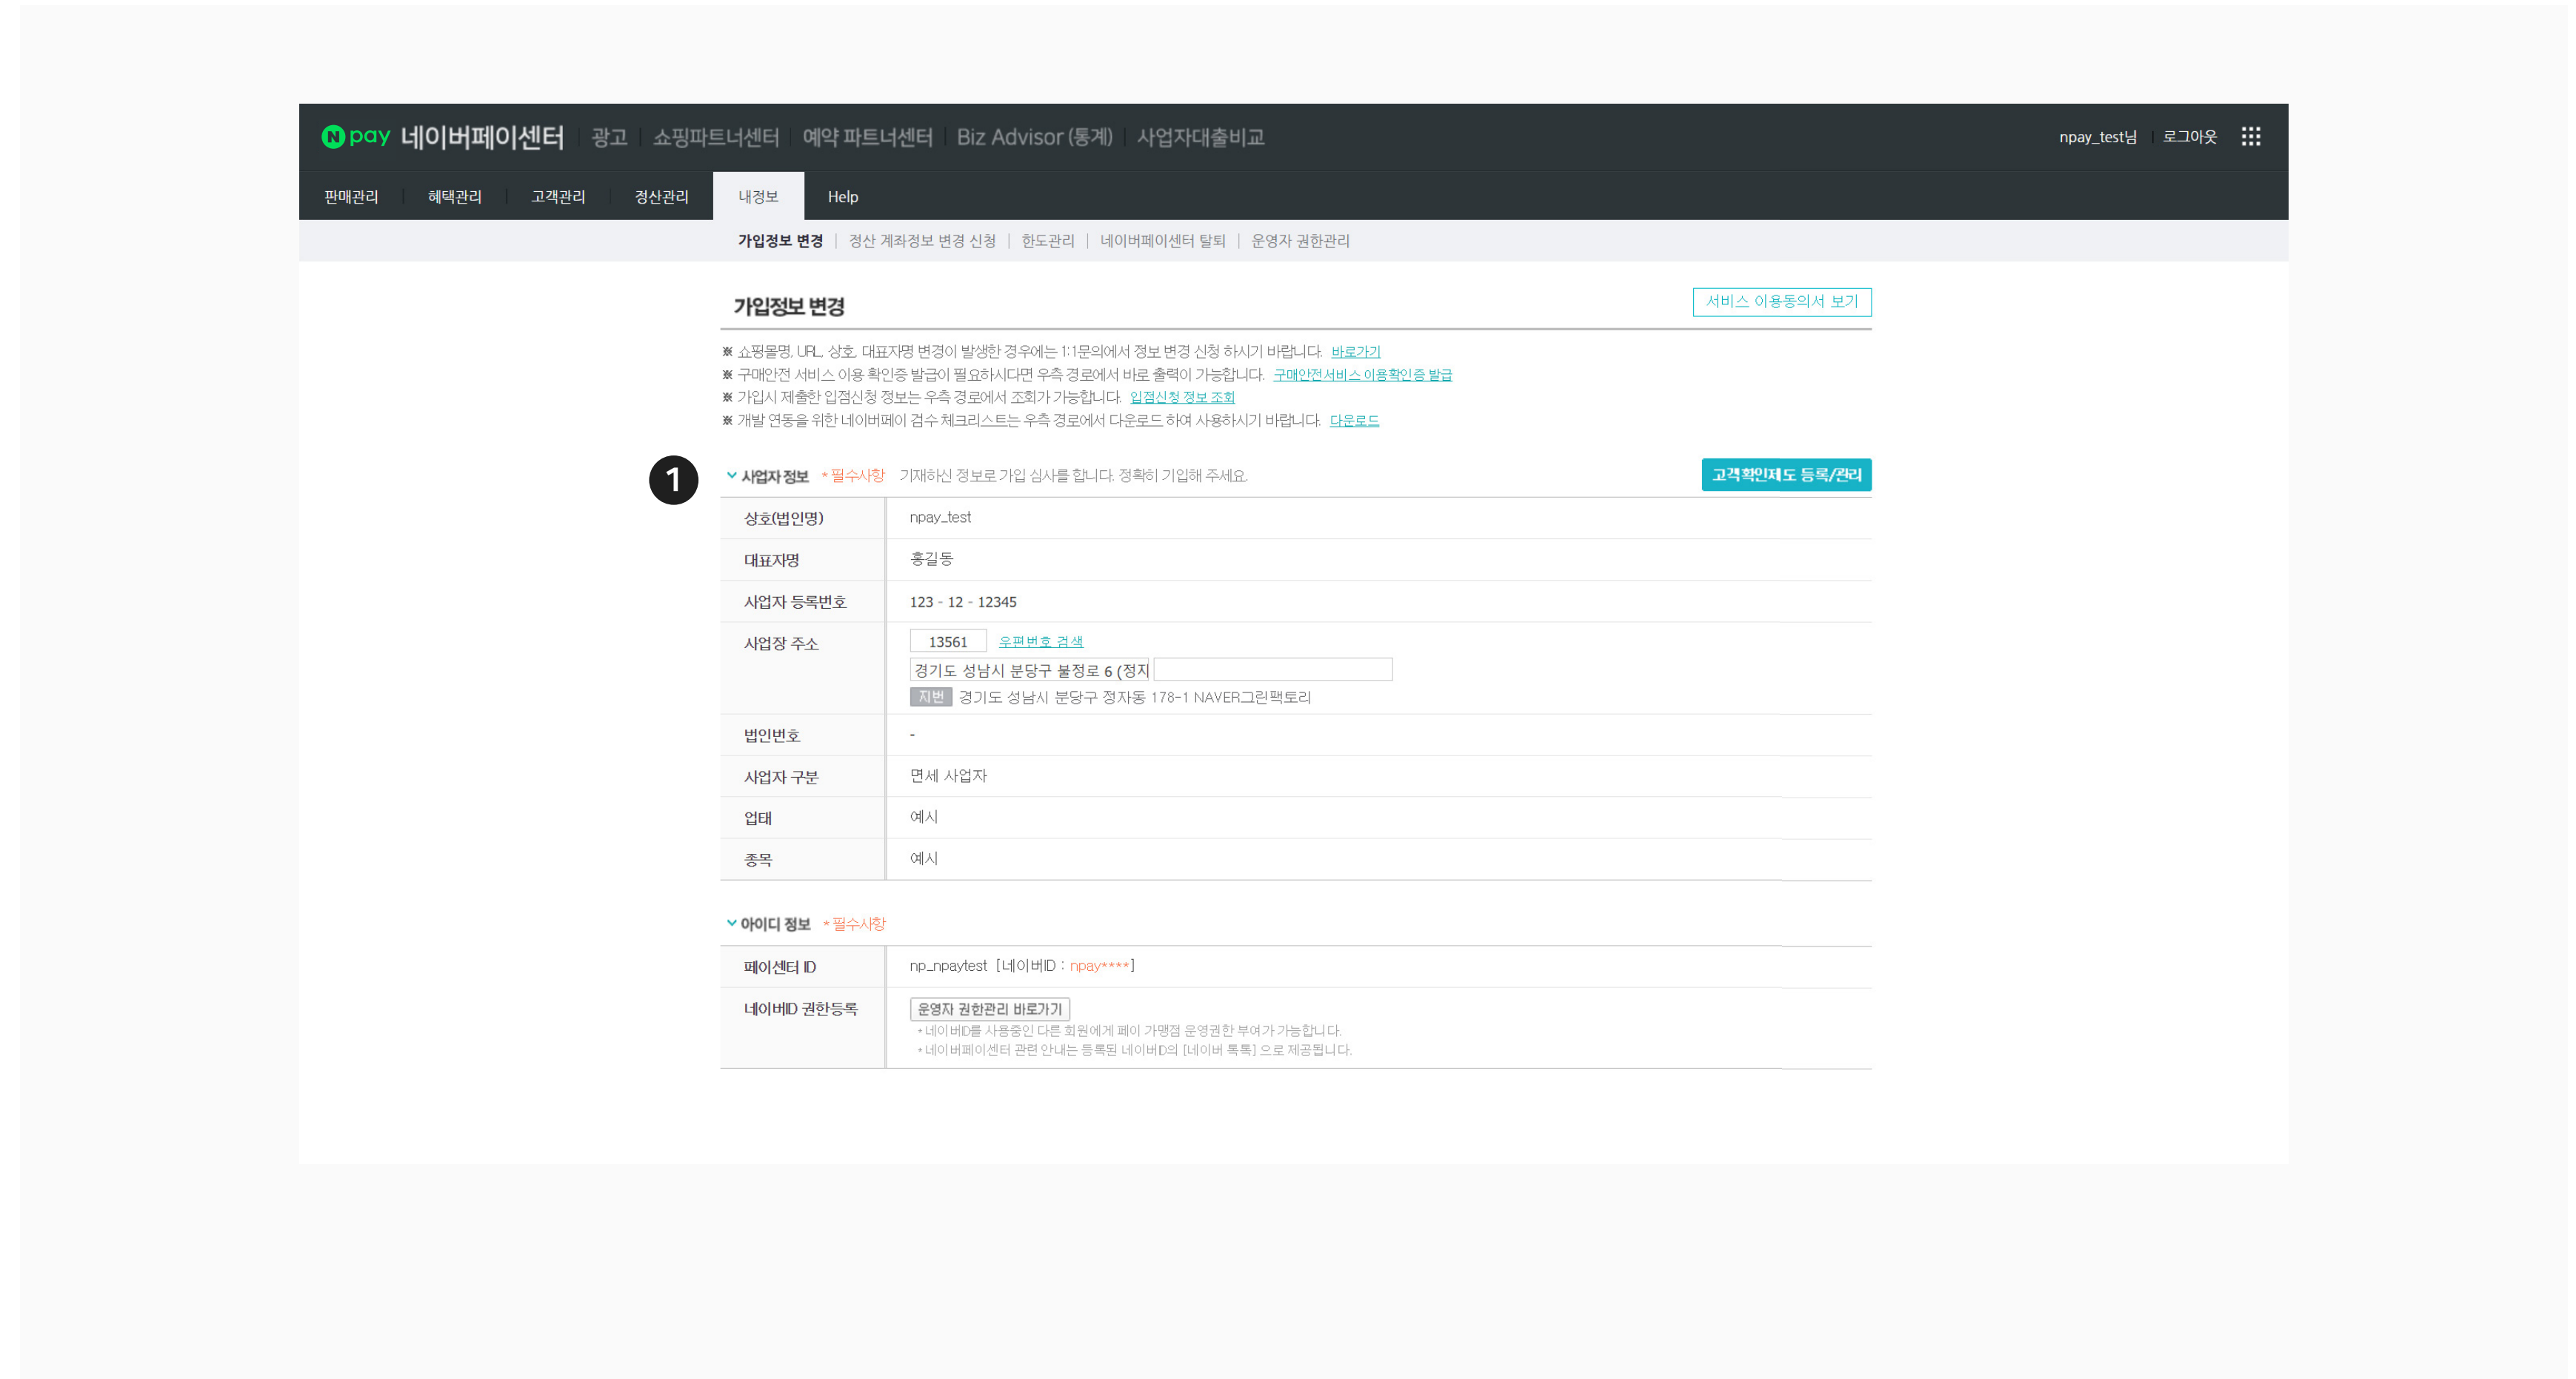 N pay 네이버페이센터 광고 쇼핑파트너센터 예약 파트너센터 Biz Advisor (통계) 사업자대출비교 npay_test님 로그아웃
판매관리 혜택관리 고객관리 정산관리 내정보 Help
가입정보 변경 정산 계좌정보 변경 신청 한도관리 네이버페이센터 탈퇴 운영자 권한관리
가입정보 변경 서비스 이용동의서 보기
※ 쇼핑몰명, URL, 상호, 대표자명 변경이 발생한 경우에는 1:1문의에서 정보 변경 신청 하시기 바랍니다. 바로가기
※ 구매안전 서비스 이용 확인증 발급이 필요하시다면 우측 경로에서 바로 출력이 가능합니다. 구매안전서비스 이용확인증 발급
※ 가입시 제출한 입점신청 정보는 우측 경로에서 조회가 가능합니다. 입점신청 정보 조회
※ 개발 연동을 위한 네이버페이 검수 체크리스트는 우측 경로에서 다운로드 하여 사용하시기 바랍니다. 다운로드
1 사업자 정보 * 필수사항 기재하신 정보로 가입 심사를 합니다. 정확히 기입해 주세요. 고객확인제도 등록/관리
상호(법인명) npay_test
대표자명 홍길동
사업자 등록번호 123 - 12 - 12345
사업장 주소 13561 우편번호 검색
경기도 성남시 분당구 불정로 6 (정자
지번 경기도 성남시 분당구 정자동 178-1 NAVER그린팩토리
법인번호 -
사업자 구분 면세 사업자
업태 예시
종목 예시
아이디 정보 * 필수사항
페이센터 ID np_npaytest [네이버ID : npay****]
네이버ID 권한등록 운영자 권한관리 바로가기
* 네이버ID를 사용중인 다른 회원에게 페이 가맹점 운영권한 부여가 가능합니다.
* 네이버페이센터 관련 안내는 등록된 네이버ID의 [네이버 톡톡] 으로 제공됩니다.